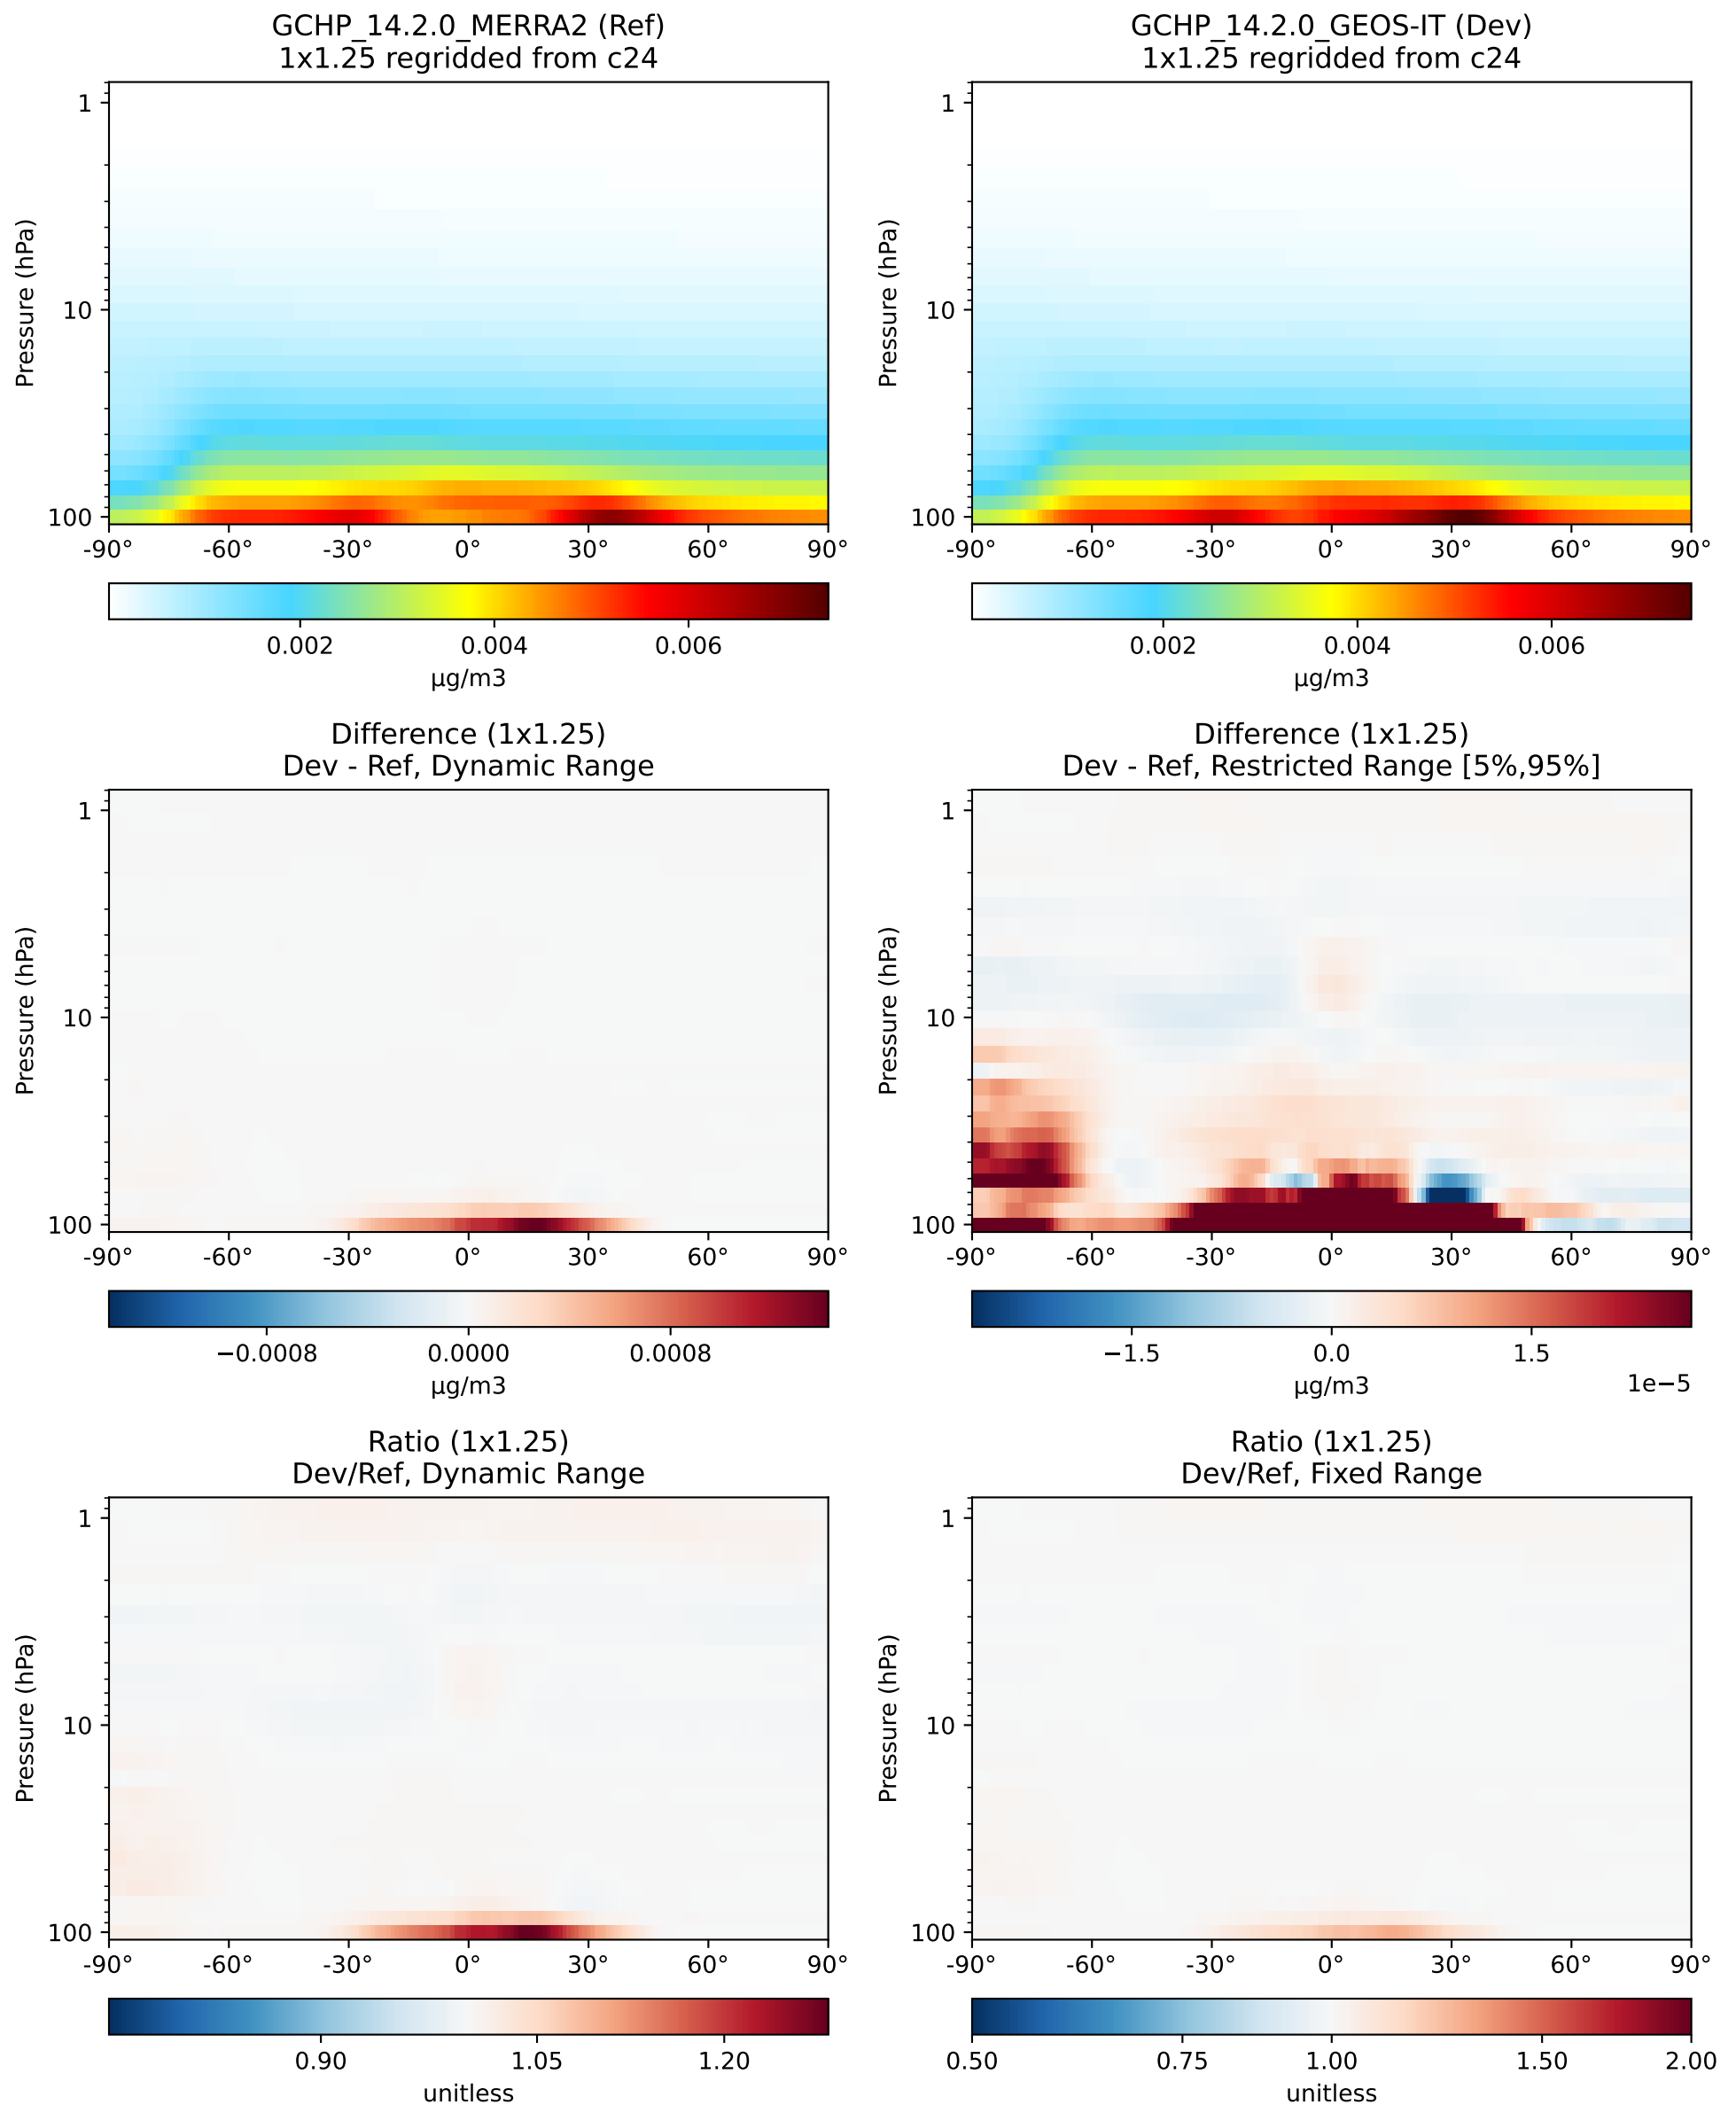 GCHP_14.2.0_MERRA2 (Ref)
1x1.25 regridded from c24
Pressure (hPa)
1
10
100
-90° -60° -30° 0° 30° 60° 90°
0.002 0.004 0.006
µg/m3
GCHP_14.2.0_GEOS-IT (Dev)
1x1.25 regridded from c24
Pressure (hPa)
1
10
100
-90° -60° -30° 0° 30° 60° 90°
0.002 0.004 0.006
µg/m3
Difference (1x1.25)
Dev - Ref, Dynamic Range
Pressure (hPa)
1
10
100
-90° -60° -30° 0° 30° 60° 90°
−0.0008 0.0000 0.0008
µg/m3
Difference (1x1.25)
Dev - Ref, Restricted Range [5%,95%]
Pressure (hPa)
1
10
100
-90° -60° -30° 0° 30° 60° 90°
−1.5 0.0 1.5
µg/m3
1e−5
Ratio (1x1.25)
Dev/Ref, Dynamic Range
Pressure (hPa)
1
10
100
-90° -60° -30° 0° 30° 60° 90°
0.90 1.05 1.20
unitless
Ratio (1x1.25)
Dev/Ref, Fixed Range
Pressure (hPa)
1
10
100
-90° -60° -30° 0° 30° 60° 90°
0.50 0.75 1.00 1.50 2.00
unitless